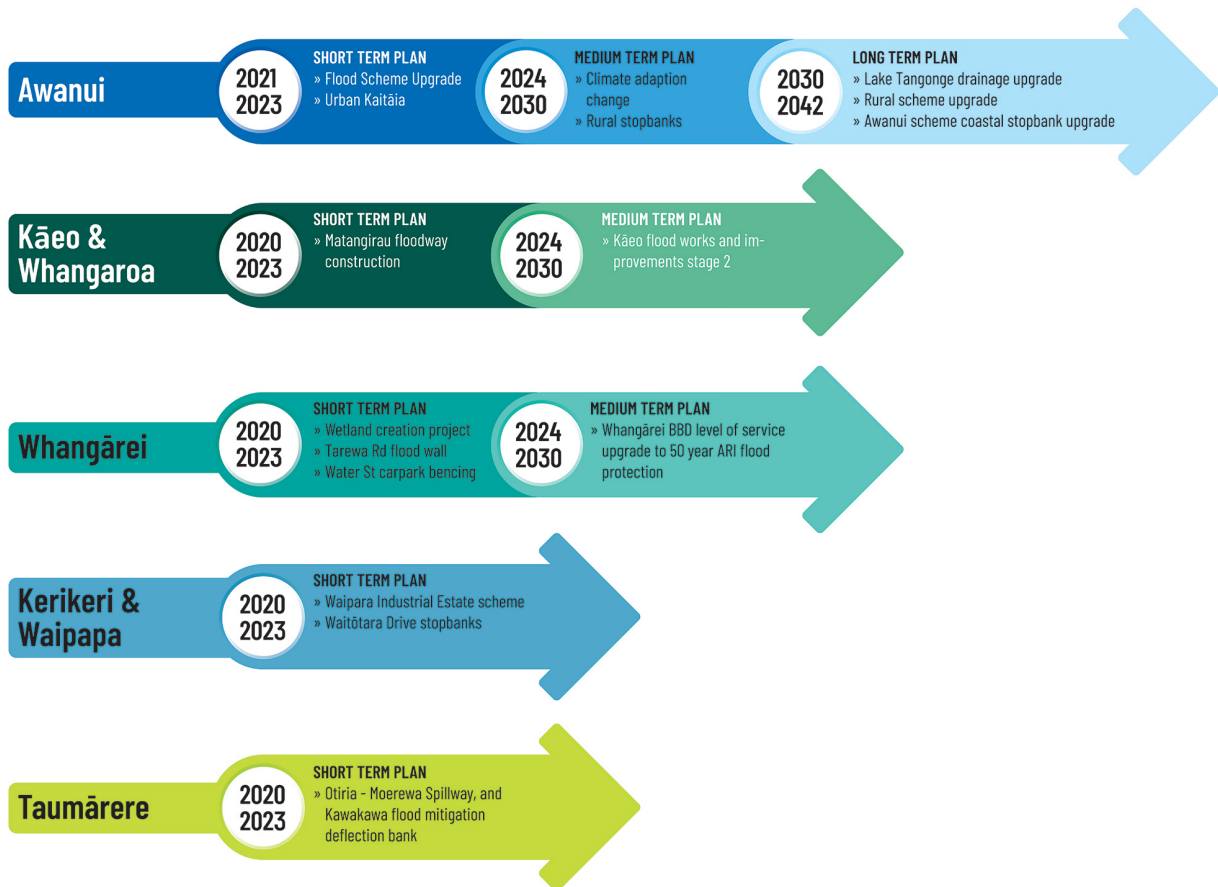 Awanui
2021
2023
SHORT TERM PLAN
» Flood Scheme Upgrade
» Urban Kaitāia
2024
2030
MEDIUM TERM PLAN
» Climate adaption
change
» Rural stopbanks
2030
2042
LONG TERM PLAN
» Lake Tangonge drainage upgrade
» Rural scheme upgrade
» Awanui scheme coastal stopbank upgrade
Kāeo &
Whangaroa
2020
2023
SHORT TERM PLAN
» Matangirau floodway
construction
2024
2030
MEDIUM TERM PLAN
» Kāeo flood works and im-
provements stage 2
Whangārei
2020
2023
SHORT TERM PLAN
» Wetland creation project
» Tarewa Rd flood wall
» Water St carpark bencing
2024
2030
MEDIUM TERM PLAN
» Whangārei BBD level of service
upgrade to 50 year ARI flood
protection
Kerikeri &
Waipapa
2020
2023
SHORT TERM PLAN
» Waipara Industrial Estate scheme
» Waitōtara Drive stopbanks
Taumārere
2020
2023
SHORT TERM PLAN
» Otiria - Moerewa Spillway, and
Kawakawa flood mitigation
deflection bank